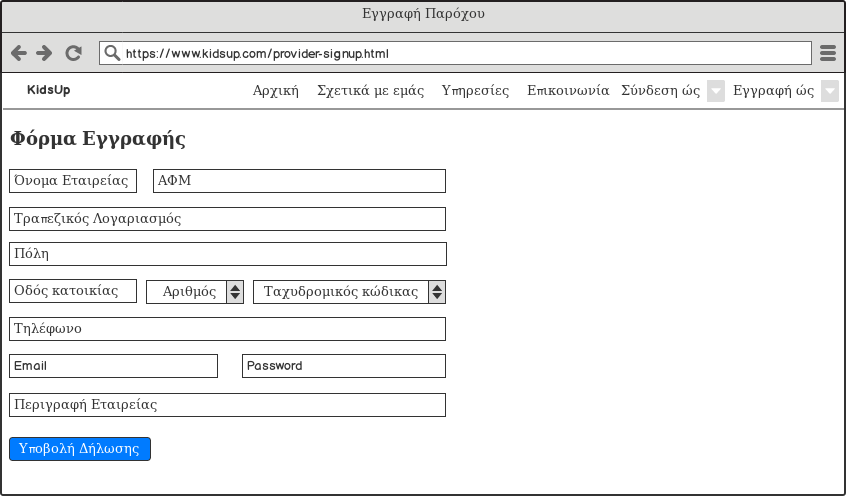 Εγγραφή Παρόχου
https://www.kidsup.com/provider-signup.html
KidsUp Αρχική Σχετικά με εμάς Υπηρεσίες Επικοινωνία Σύνδεση ώς Εγγραφή ώς
Φόρμα Εγγραφής
Όνομα Εταιρείας ΑΦΜ
Τραπεζικός Λογαριασμός
Πόλη
Οδός κατοικίας Αριθμός Ταχυδρομικός κώδικας
Τηλέφωνο
Email Password
Περιγραφή Εταιρείας
Υποβολή Δήλωσης